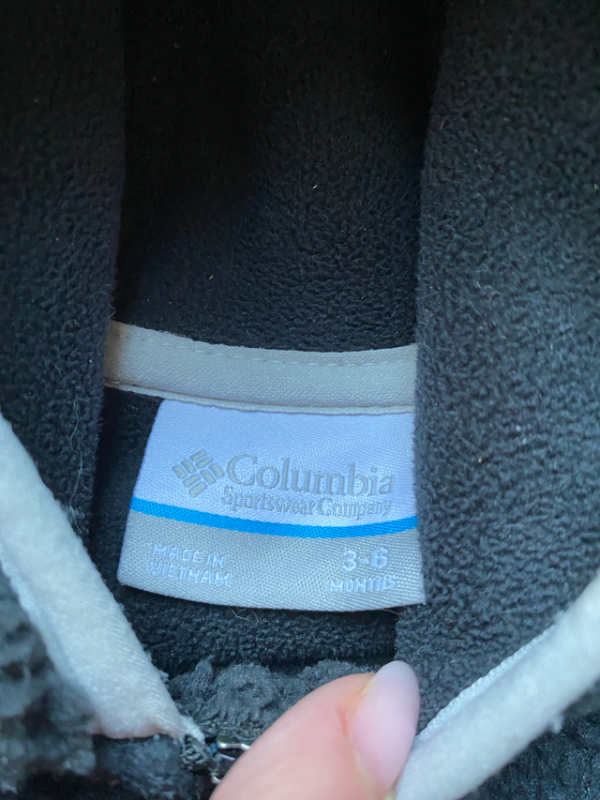 Columbia
Sportswear Company
MADE IN
VIETNAM
3-6
MONTHS